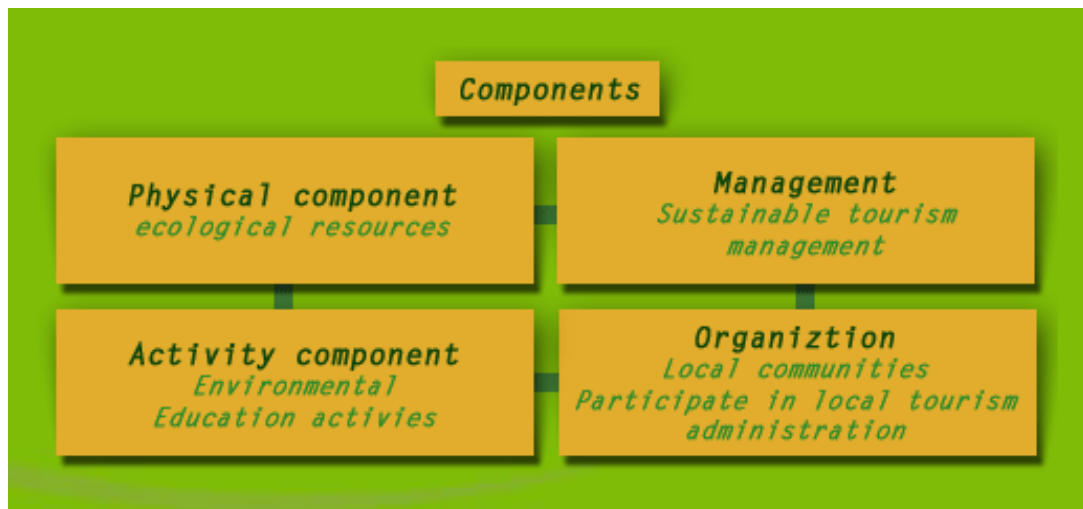 Components
Physical component
ecological resources
Management
Sustainable tourism
management
Activity component
Environmental
Education activies
Organiztion
Local communities
Participate in local tourism
administration